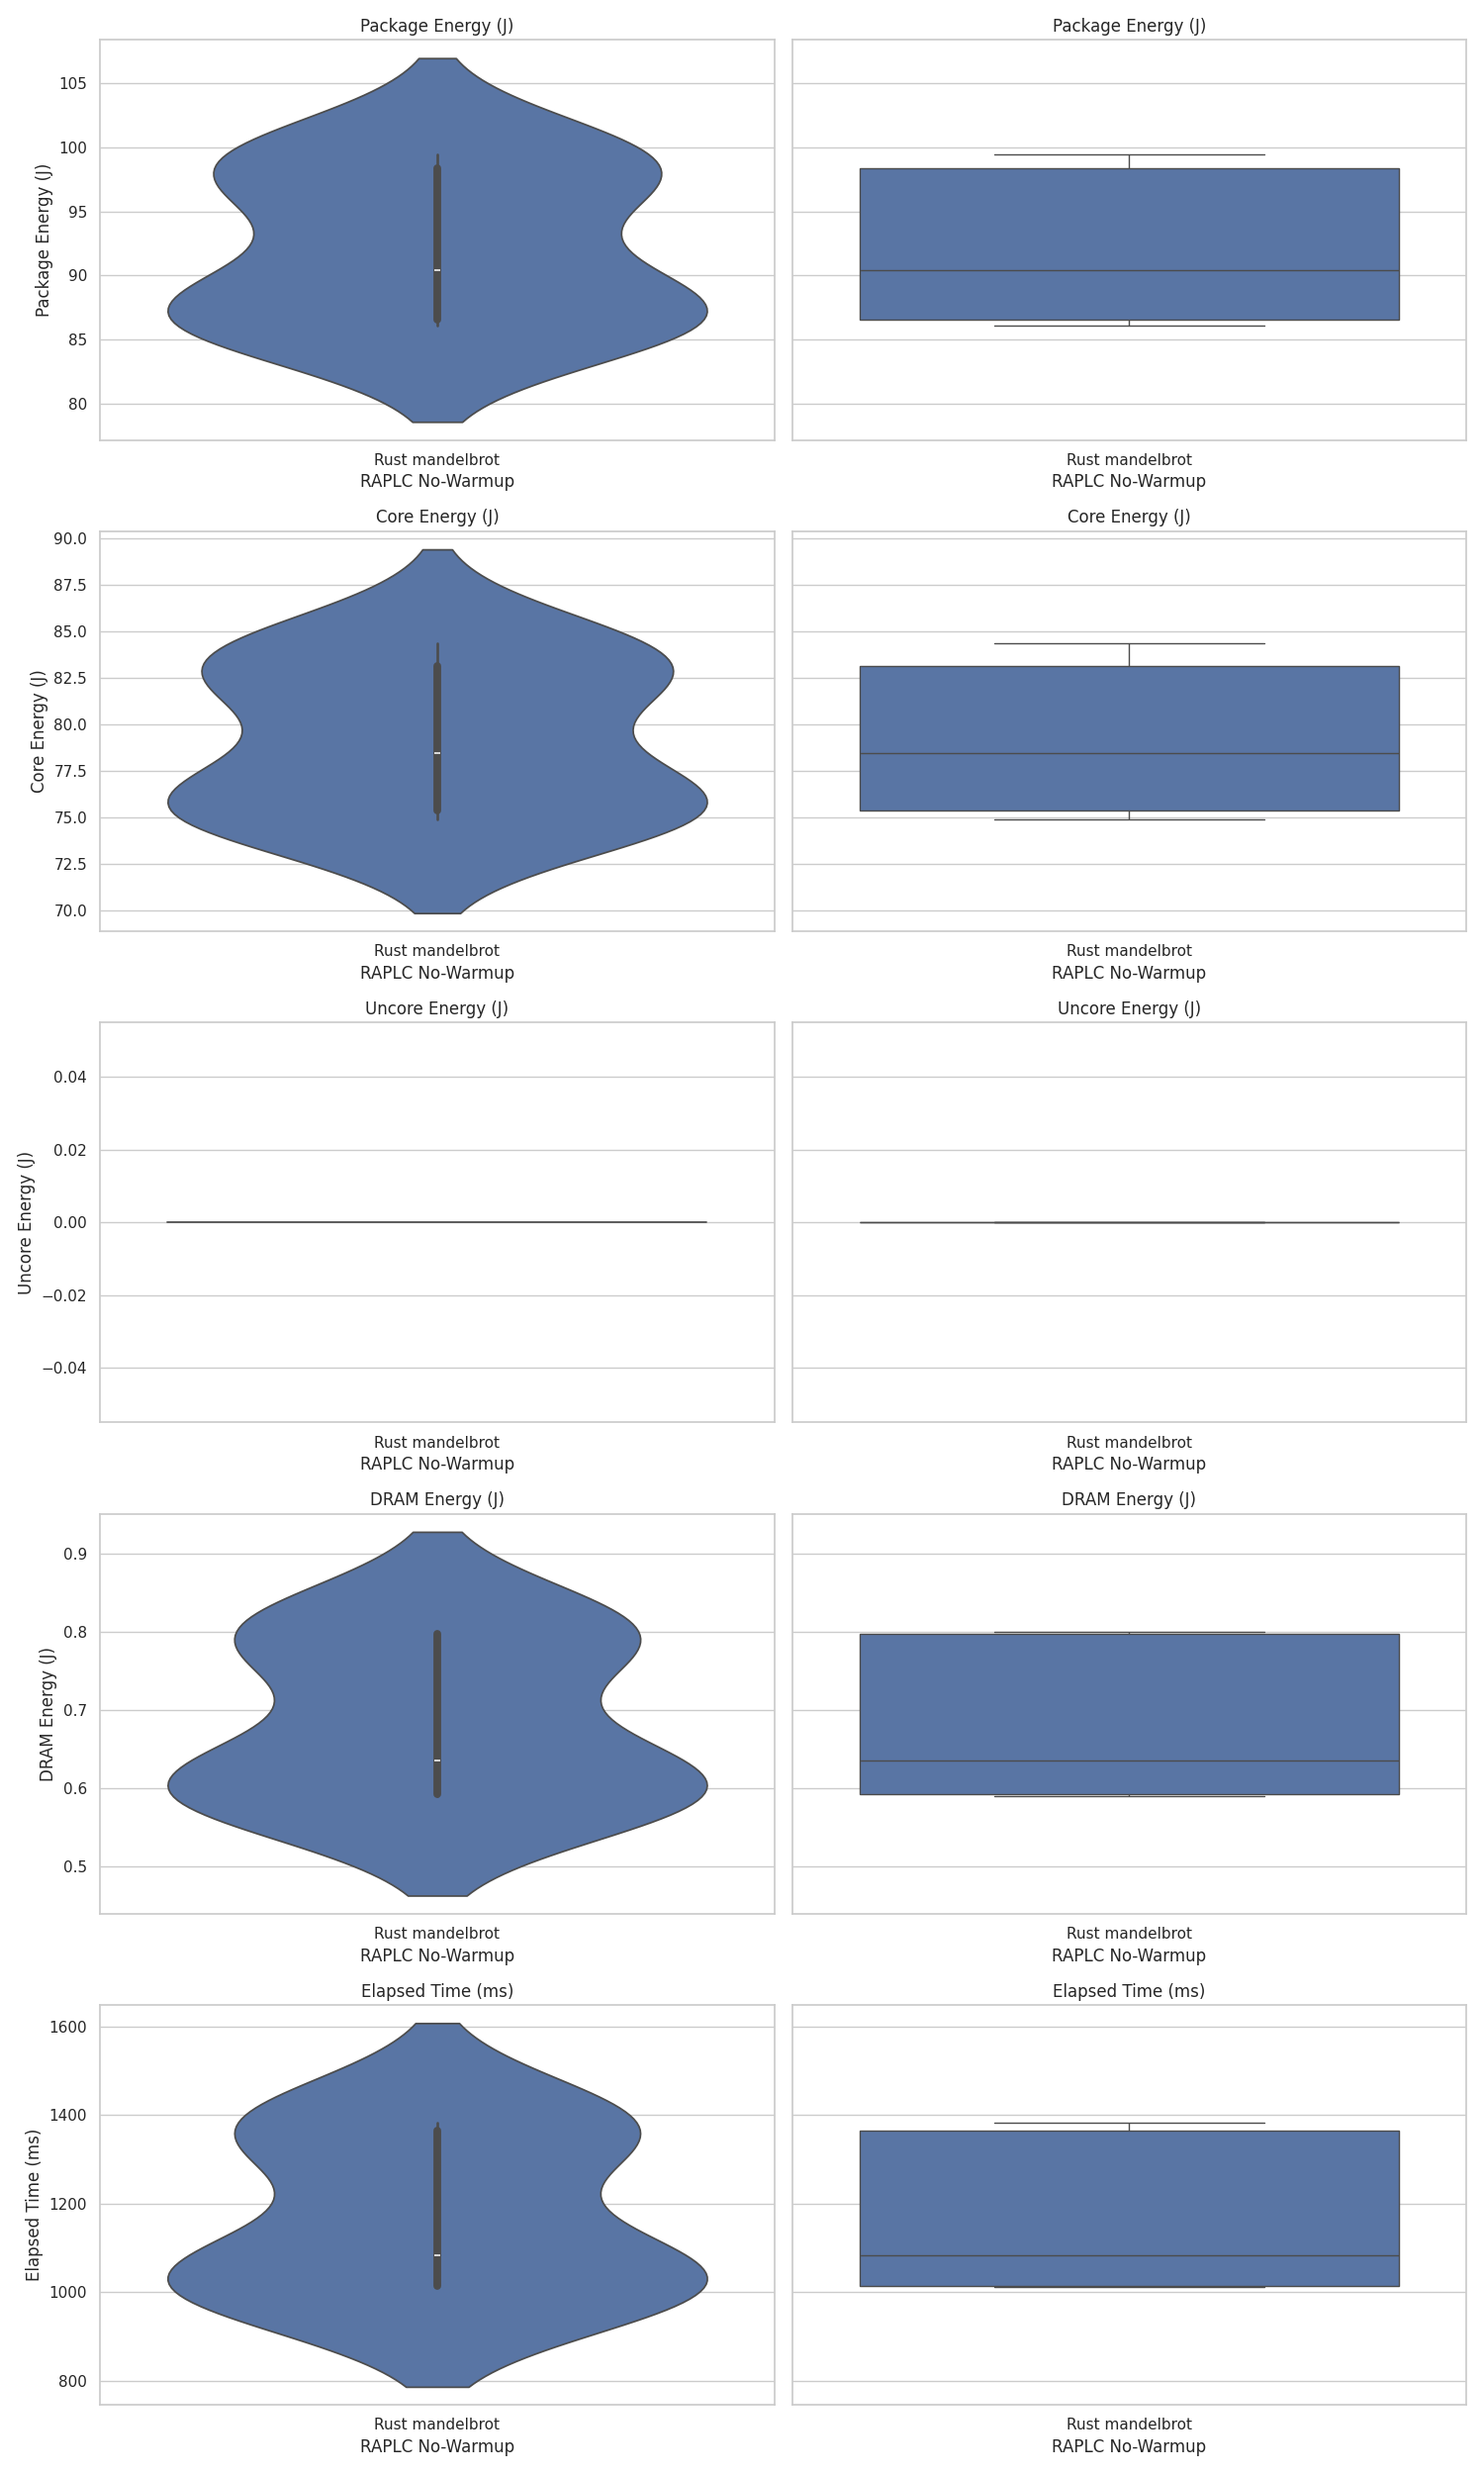 Package Energy (J)
Package Energy (J)
Package Energy (J)
105
100
95
90
85
80
Rust mandelbrot
RAPLC No-Warmup
Rust mandelbrot
RAPLC No-Warmup
Core Energy (J)
Core Energy (J)
Core Energy (J)
90.0
87.5
85.0
82.5
80.0
77.5
75.0
72.5
70.0
Rust mandelbrot
RAPLC No-Warmup
Rust mandelbrot
RAPLC No-Warmup
Uncore Energy (J)
Uncore Energy (J)
Uncore Energy (J)
0.04
0.02
0.00
−0.02
−0.04
Rust mandelbrot
RAPLC No-Warmup
Rust mandelbrot
RAPLC No-Warmup
DRAM Energy (J)
DRAM Energy (J)
DRAM Energy (J)
0.9
0.8
0.7
0.6
0.5
Rust mandelbrot
RAPLC No-Warmup
Rust mandelbrot
RAPLC No-Warmup
Elapsed Time (ms)
Elapsed Time (ms)
Elapsed Time (ms)
1600
1400
1200
1000
800
Rust mandelbrot
RAPLC No-Warmup
Rust mandelbrot
RAPLC No-Warmup